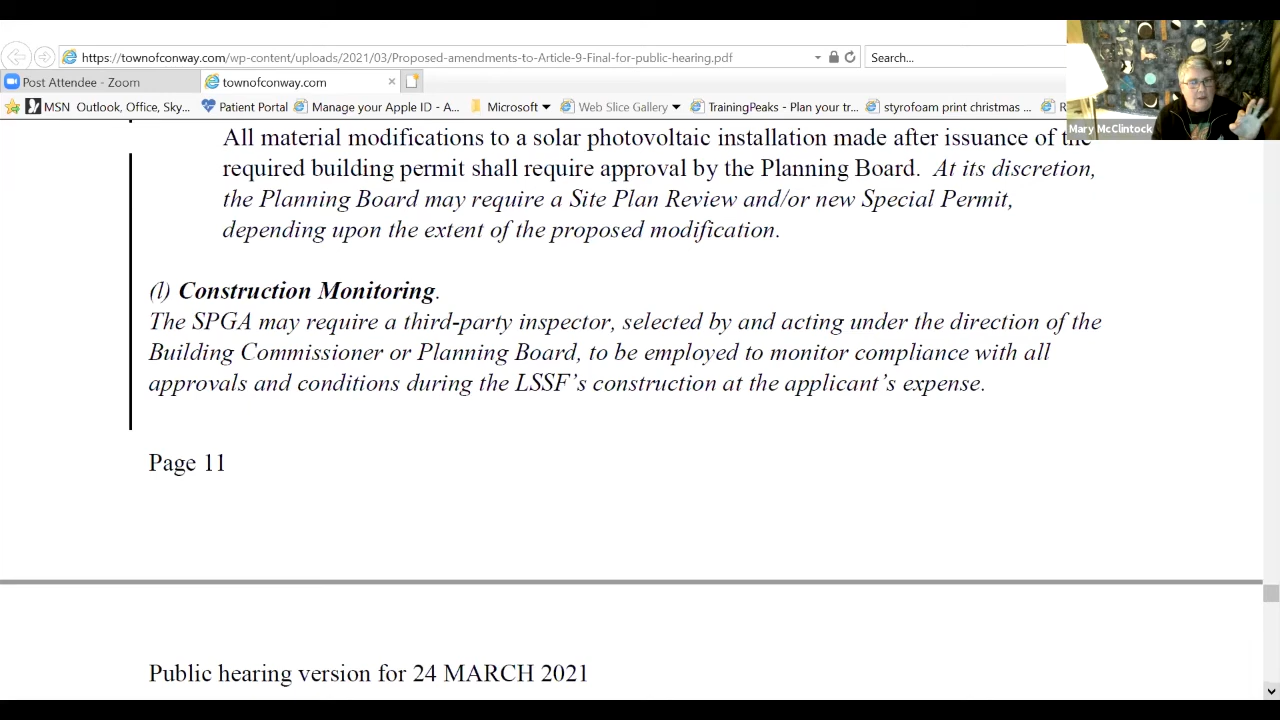 https://townofconway.com/wp-content/uploads/2021/03/Proposed-amendments-to-Article-9-Final-for-public-hearing.pdf
Search...
Post Attendee - Zoom
townofconway.com
MSN
Outlook, Office, Sky...
Patient Portal
Manage your Apple ID - A...
Microsoft
Web Slice Gallery
TrainingPeaks - Plan your tr...
styrofoam print christmas ...
Mary McClintock
All material modifications to a solar photovoltaic installation made after issuance of the
required building permit shall require approval by the Planning Board. At its discretion,
the Planning Board may require a Site Plan Review and/or new Special Permit,
depending upon the extent of the proposed modification.
(l) Construction Monitoring.
The SPGA may require a third-party inspector, selected by and acting under the direction of the
Building Commissioner or Planning Board, to be employed to monitor compliance with all
approvals and conditions during the LSSF’s construction at the applicant’s expense.
Page 11
Public hearing version for 24 MARCH 2021